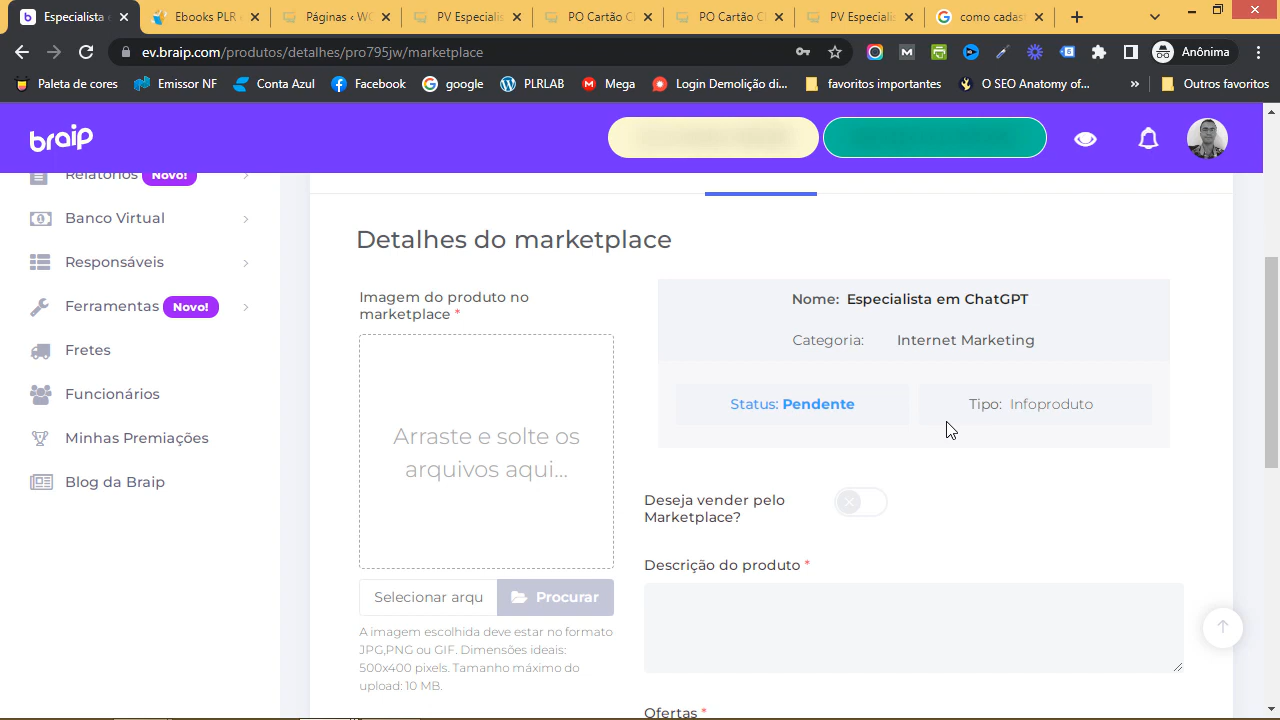 Especialista e
Ebooks PLR
Páginas ‹ WO
PV Especialis
PO Cartão C
PO Cartão C
PV Especialis
como cadas
ev.braip.com/produtos/detalhes/pro795jw/marketplace
Anônima
Paleta de cores
Emissor NF
Conta Azul
Facebook
google
PLRLAB
Mega
Login Demolição di...
favoritos importantes
O SEO Anatomy of...
»
Outros favoritos
braip
Relatórios Novo!
Banco Virtual
Responsáveis
Ferramentas Novo!
Fretes
Funcionários
Minhas Premiações
Blog da Braip
Detalhes do marketplace
Imagem do produto no
marketplace *
Arraste e solte os
arquivos aqui...
Selecionar arqu
Procurar
A imagem escolhida deve estar no formato
JPG,PNG ou GIF. Dimensões ideais:
500x400 pixels. Tamanho máximo do
upload: 10 MB.
Nome: Especialista em ChatGPT
Categoria: Internet Marketing
Status: Pendente
Tipo: Infoproduto
Deseja vender pelo
Marketplace?
Descrição do produto *
Ofertas *